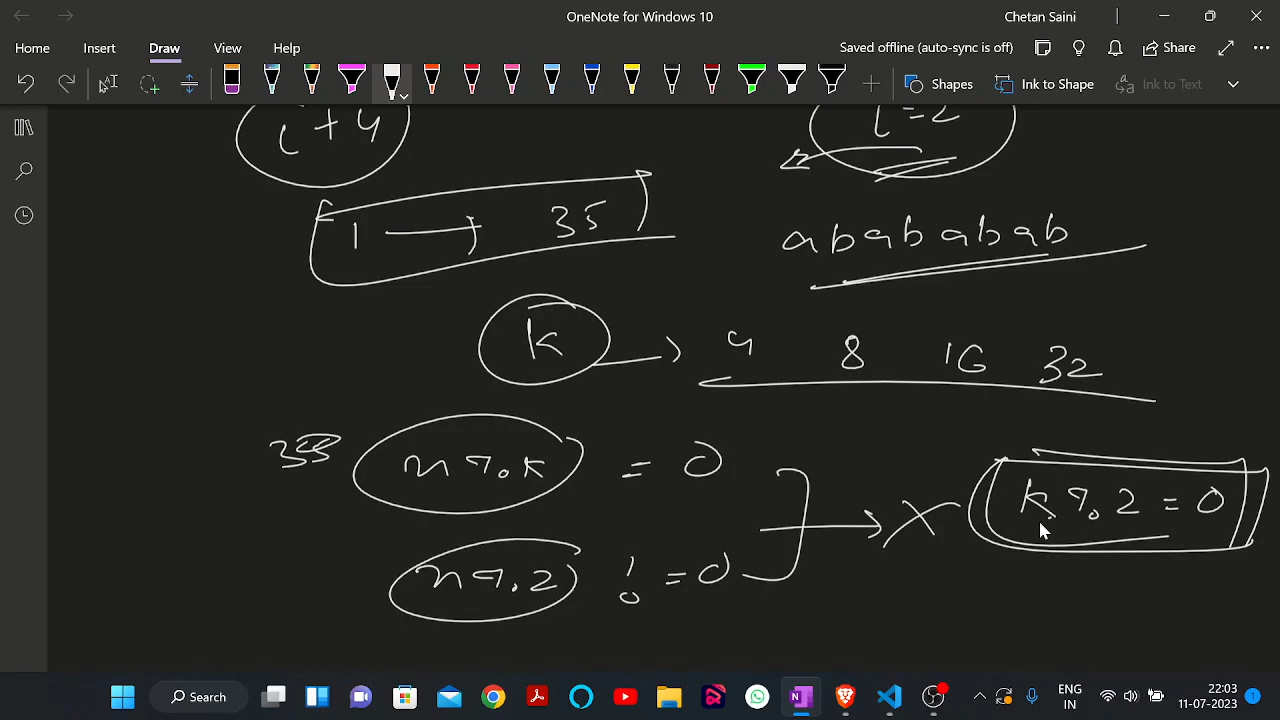 OneNote for Windows 10
Chetan Saini
Home Insert Draw View Help
Saved offline (auto-sync is off)
Share
Shapes
Ink to Shape
Ink to Text
i + 4
i = 2
1 35
abababab
k
4 8 16 32
n % k = 0
k % 2 = 0
n % 2 ! = 0
Search
ENG
IN
22:35
11-07-2023
1